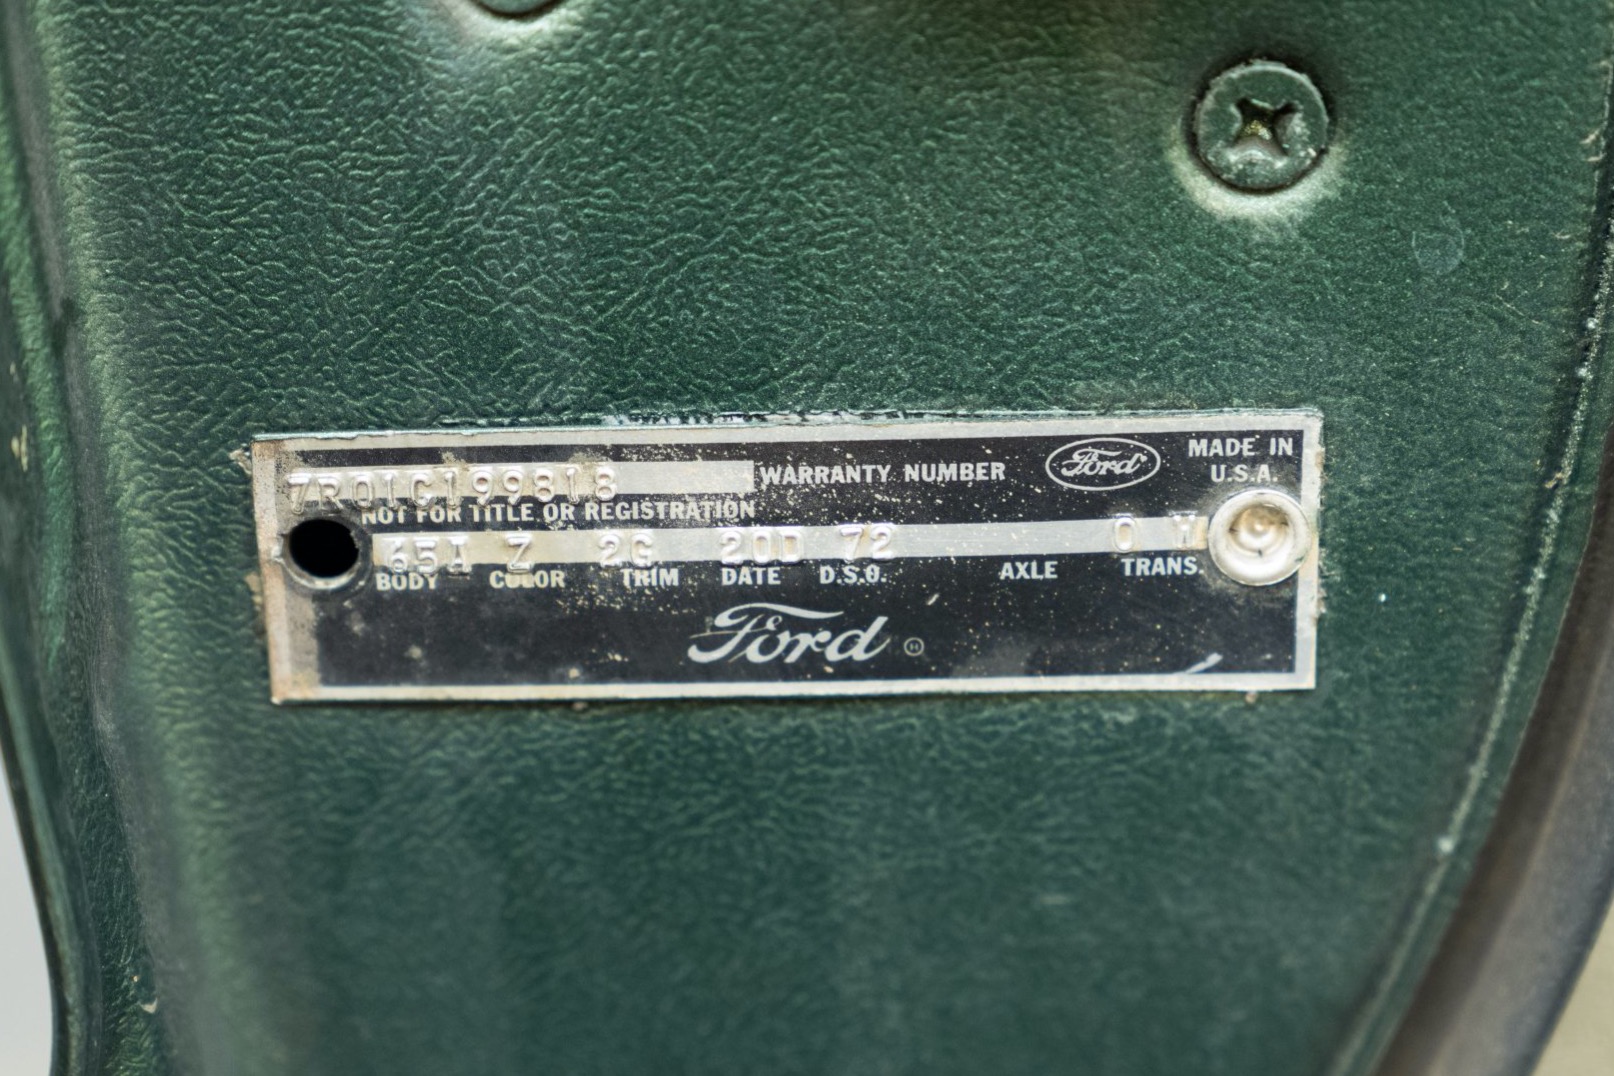 7R01C199818 WARRANTY NUMBER Ford MADE IN U.S.A.
NOT FOR TITLE OR REGISTRATION
65A Z 2G 20D 72 0 W
BODY COLOR TRIM DATE D.S.O. AXLE TRANS.
Ford